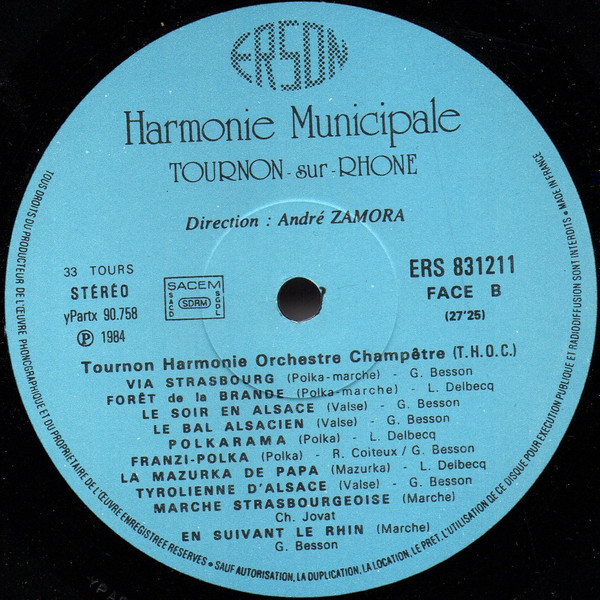 ERSON
Harmonie Municipale
TOURNON - sur - RHONE
Direction : André ZAMORA
33 TOURS
STÉRÉO
yPartx 90.758
Ⓟ 1984
SACEM
SACD
SDRM
SGDL
ERS 831211
FACE B
(27'25)
Tournon Harmonie Orchestre Champêtre (T.H.O.C.)
VIA STRASBOURG (Polka-marche) - G. Besson
FORÊT de la BRANDE (Polka-marche) - L. Delbecq
LE SOIR EN ALSACE (Valse) - G. Besson
LE BAL ALSACIEN (Valse) - G. Besson
POLKARAMA (Polka) - L. Delbecq
FRANZI-POLKA (Polka) - R. Coiteux / G. Besson
LA MAZURKA DE PAPA (Mazurka) - L. Delbecq
TYROLIENNE D'ALSACE (Valse) - G. Besson
MARCHE STRASBOURGEOISE (Marche)
Ch. Jovat
EN SUIVANT LE RHIN (Marche)
G. Besson
TOUS DROITS DU PRODUCTEUR DE L'ŒUVRE PHONOGRAPHIQUE ET DU PROPRIETAIRE DE L'ŒUVRE ENREGISTREE RESERVES • SAUF AUTORISATION, LA DUPLICATION, LA LOCATION, LE PRET, L'UTILISATION DE CE DISQUE POUR EXECUTION PUBLIQUE ET RADIODIFFUSION SONT INTERDITS • MADE IN FRANCE